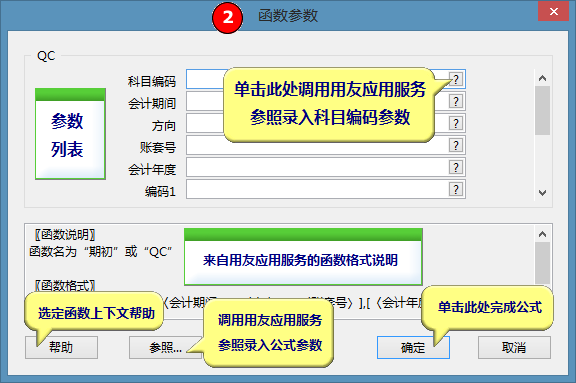 2 函数参数
QC
科目编码 ?
会计期间 ?
方向 ?
账套号 ?
会计年度 ?
编码1 ?
参数
列表
单击此处调用用友应用服务
参照录入科目编码参数
〖函数说明〗
函数名为“期初”或“QC”
来自用友应用服务的函数格式说明
〖函数格式〗
〈会计期间 账套号〉],[〈会计年
选定函数上下文帮助
调用用友应用服务
参照录入公式参数
单击此处完成公式
帮助 参照... 确定 取消